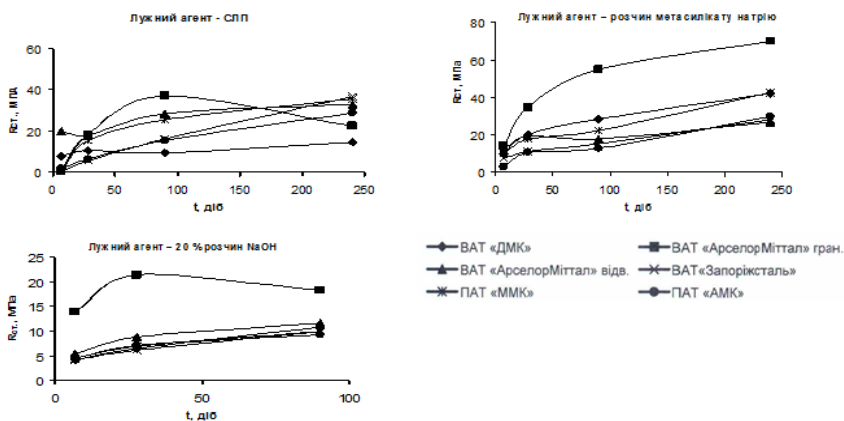 Лужний агент - СЛП
60
40
20
0
Rст., МПА
0 50 100 150 200 250
t, діб
Лужний агент – розчин метасилікату натрію
80
60
40
20
0
Rст, МПа
0 50 100 150 200 250
t, діб
Лужний агент – 20 % розчин NaOH
25
20
15
10
5
0
Rст., МПа
0 50 100
t, діб
ВАТ «ДМК» ВАТ «АрселорМіттал» гран.
ВАТ «АрселорМіттал» відв. ВАТ«Запоріжсталь»
ПАТ «ММК» ПАТ «АМК»